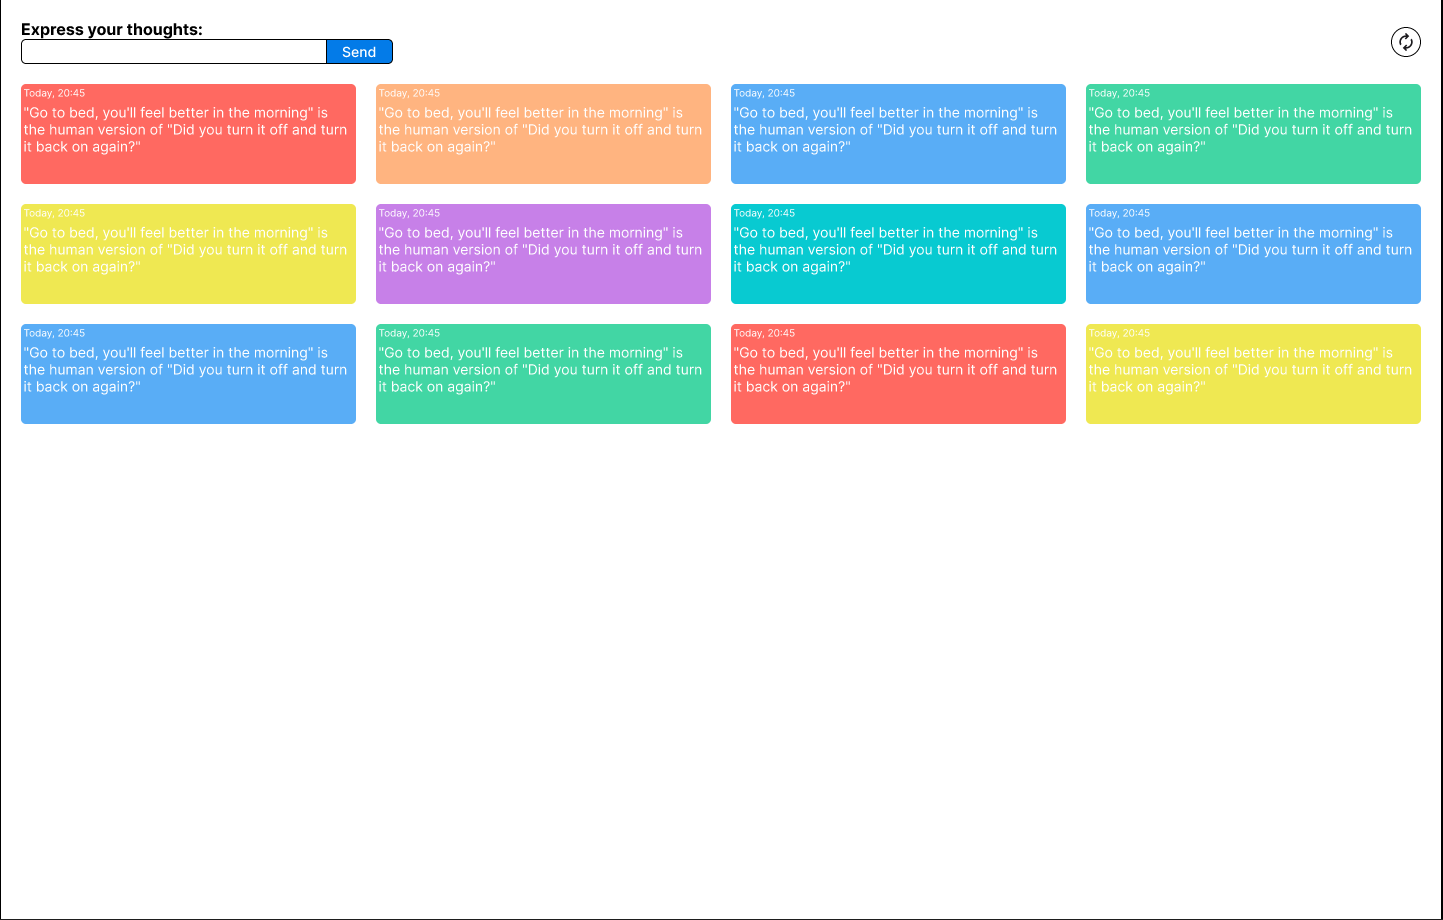 Express your thoughts:
Send
Today, 20:45
"Go to bed, you'll feel better in the morning" is
the human version of "Did you turn it off and turn
it back on again?"
Today, 20:45
"Go to bed, you'll feel better in the morning" is
the human version of "Did you turn it off and turn
it back on again?"
Today, 20:45
"Go to bed, you'll feel better in the morning" is
the human version of "Did you turn it off and turn
it back on again?"
Today, 20:45
"Go to bed, you'll feel better in the morning" is
the human version of "Did you turn it off and turn
it back on again?"
Today, 20:45
"Go to bed, you'll feel better in the morning" is
the human version of "Did you turn it off and turn
it back on again?"
Today, 20:45
"Go to bed, you'll feel better in the morning" is
the human version of "Did you turn it off and turn
it back on again?"
Today, 20:45
"Go to bed, you'll feel better in the morning" is
the human version of "Did you turn it off and turn
it back on again?"
Today, 20:45
"Go to bed, you'll feel better in the morning" is
the human version of "Did you turn it off and turn
it back on again?"
Today, 20:45
"Go to bed, you'll feel better in the morning" is
the human version of "Did you turn it off and turn
it back on again?"
Today, 20:45
"Go to bed, you'll feel better in the morning" is
the human version of "Did you turn it off and turn
it back on again?"
Today, 20:45
"Go to bed, you'll feel better in the morning" is
the human version of "Did you turn it off and turn
it back on again?"
Today, 20:45
"Go to bed, you'll feel better in the morning" is
the human version of "Did you turn it off and turn
it back on again?"